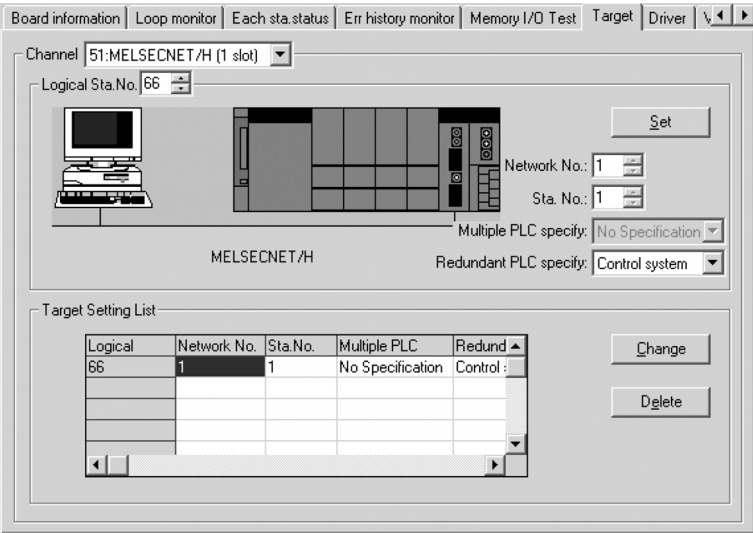 Board information Loop monitor Each sta.status Err history monitor Memory I/O Test Target Driver
Channel 51:MELSECNET/H (1 slot)
Logical Sta.No. 66
Set
Network No.: 1
Sta. No.: 1
Multiple PLC specify: No Specification
MELSECNET/H
Redundant PLC specify: Control system
Target Setting List
Logical Network No. Sta.No. Multiple PLC Redund
66 1 1 No Specification Control
Change
Delete